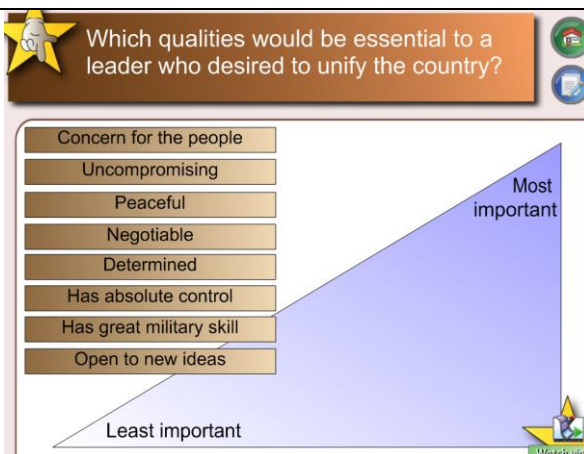 Which qualities would be essential to a
leader who desired to unify the country?
Concern for the people
Uncompromising
Peaceful
Negotiable
Determined
Has absolute control
Has great military skill
Open to new ideas
Most
important
Least important